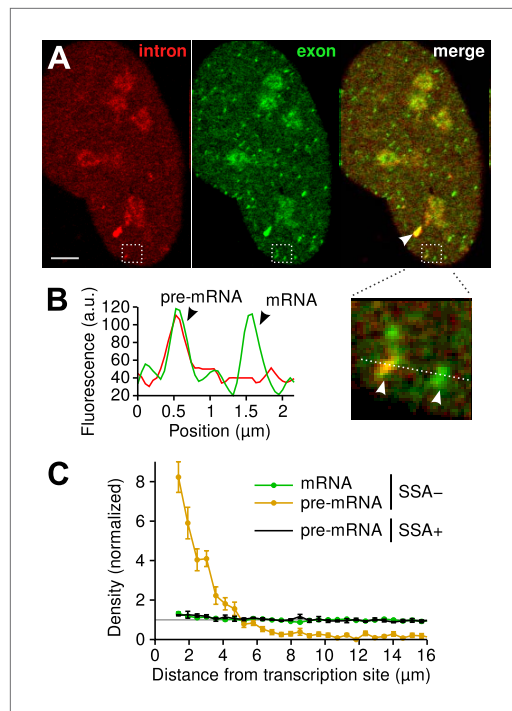 A
intron
exon
merge
B
pre-mRNA
mRNA
Fluorescence (a.u.)
120
100
80
60
40
20
0
0.5
1.0
1.5
2.0
Position (µm)
C
mRNA
pre-mRNA
SSA–
pre-mRNA
SSA+
Density (normalized)
8
6
4
2
0
0
2
4
6
8
10
12
14
16
Distance from transcription site (µm)